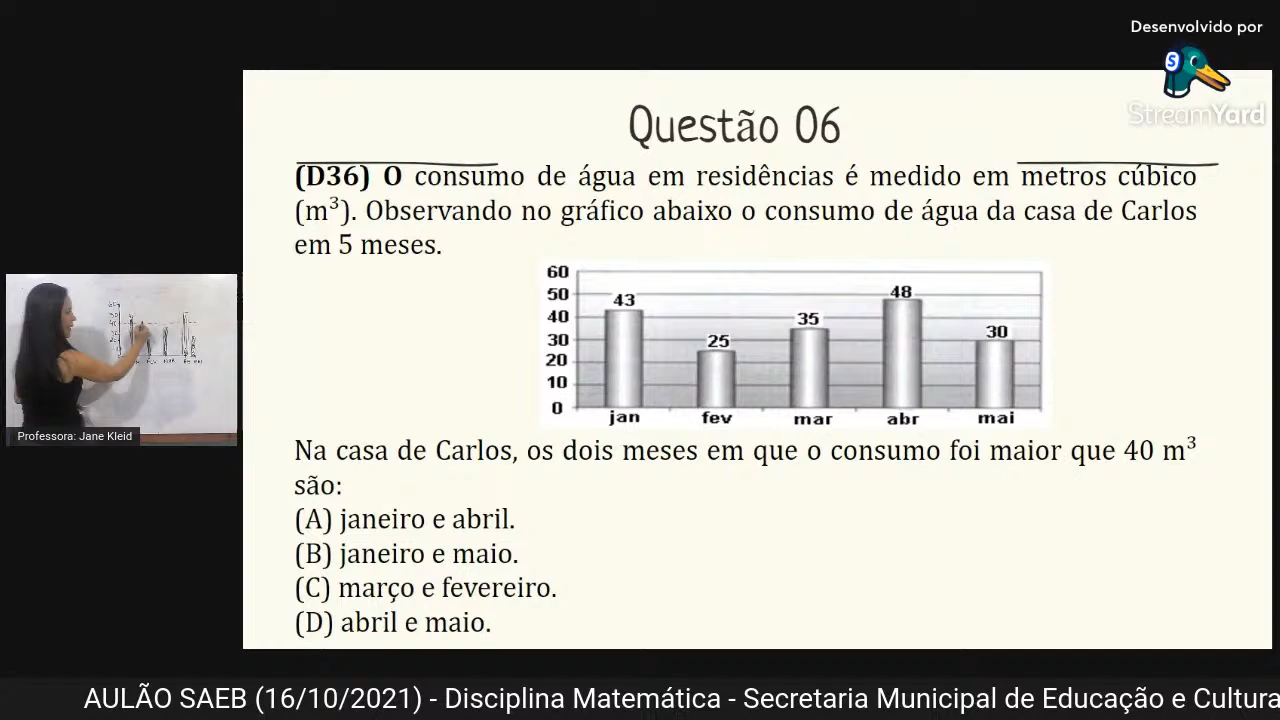 Desenvolvido por
S
StreamYard
Questão 06
(D36) O consumo de água em residências é medido em metros cúbico
(m³). Observando no gráfico abaixo o consumo de água da casa de Carlos
em 5 meses.
60
50
40
30
20
10
0
43
25
35
48
30
jan
fev
mar
abr
mai
Na casa de Carlos, os dois meses em que o consumo foi maior que 40 m³
são:
(A) janeiro e abril.
(B) janeiro e maio.
(C) março e fevereiro.
(D) abril e maio.
Professora: Jane Kleid
AULÃO SAEB (16/10/2021) - Disciplina Matemática - Secretaria Municipal de Educação e Cultura